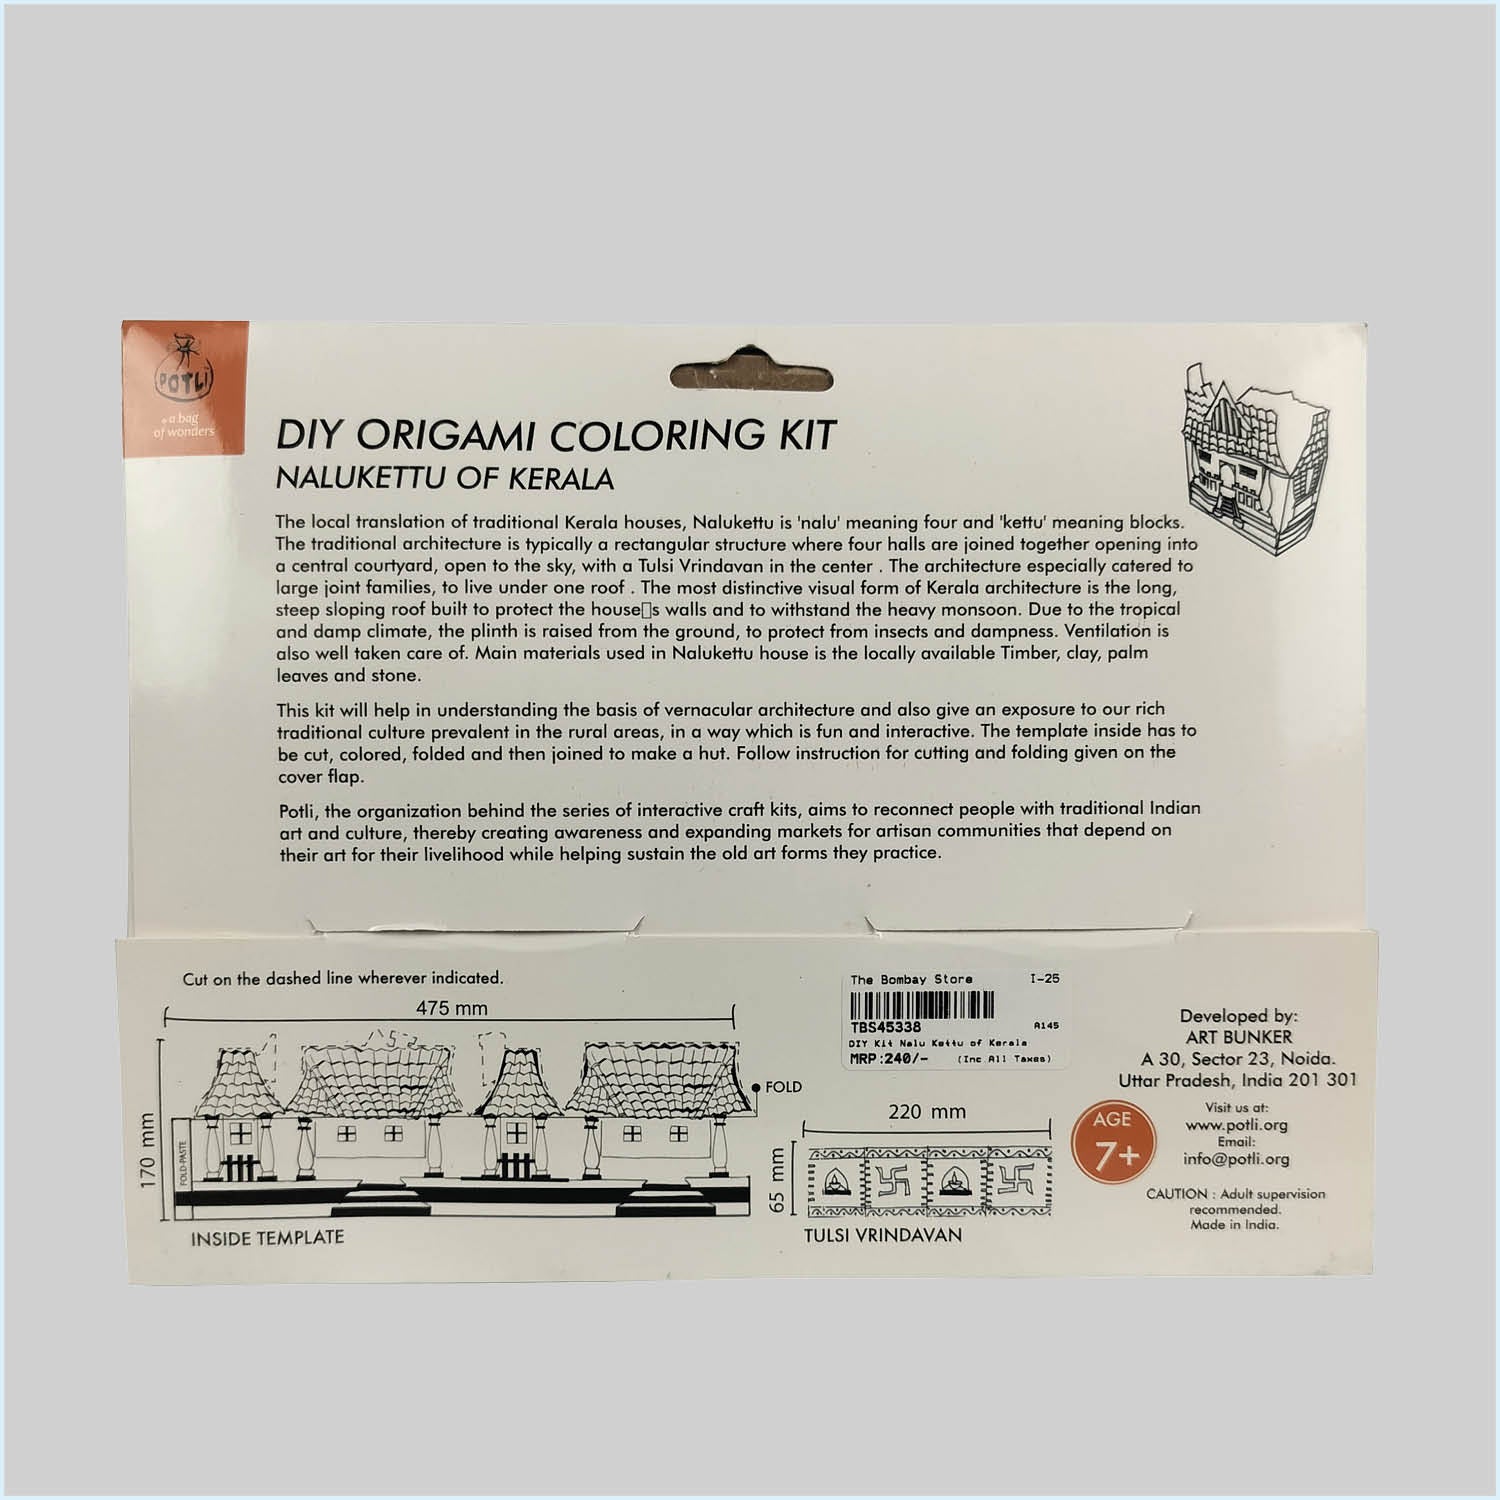 POTLI
a bag
of wonders
DIY ORIGAMI COLORING KIT
NALUKETTU OF KERALA
The local translation of traditional Kerala houses, Nalukettu is 'nalu' meaning four and 'kettu' meaning blocks.
The traditional architecture is typically a rectangular structure where four halls are joined together opening into
a central courtyard, open to the sky, with a Tulsi Vrindavan in the center . The architecture especially catered to
large joint families, to live under one roof . The most distinctive visual form of Kerala architecture is the long,
steep sloping roof built to protect the house▯s walls and to withstand the heavy monsoon. Due to the tropical
and damp climate, the plinth is raised from the ground, to protect from insects and dampness. Ventilation is
also well taken care of. Main materials used in Nalukettu house is the locally available Timber, clay, palm
leaves and stone.
This kit will help in understanding the basis of vernacular architecture and also give an exposure to our rich
traditional culture prevalent in the rural areas, in a way which is fun and interactive. The template inside has to
be cut, colored, folded and then joined to make a hut. Follow instruction for cutting and folding given on the
cover flap.
Potli, the organization behind the series of interactive craft kits, aims to reconnect people with traditional Indian
art and culture, thereby creating awareness and expanding markets for artisan communities that depend on
their art for their livelihood while helping sustain the old art forms they practice.
Cut on the dashed line wherever indicated.
475 mm
170 mm
FOLD-PASTE
FOLD
INSIDE TEMPLATE
The Bombay Store I-25
TBS45338 A145
DIY Kit Nalu Kettu of Kerala
MRP:240/- (Inc All Taxes)
220 mm
65 mm
TULSI VRINDAVAN
Developed by:
ART BUNKER
A 30, Sector 23, Noida.
Uttar Pradesh, India 201 301
AGE
7+
Visit us at:
www.potli.org
Email:
info@potli.org
CAUTION : Adult supervision
recommended.
Made in India.